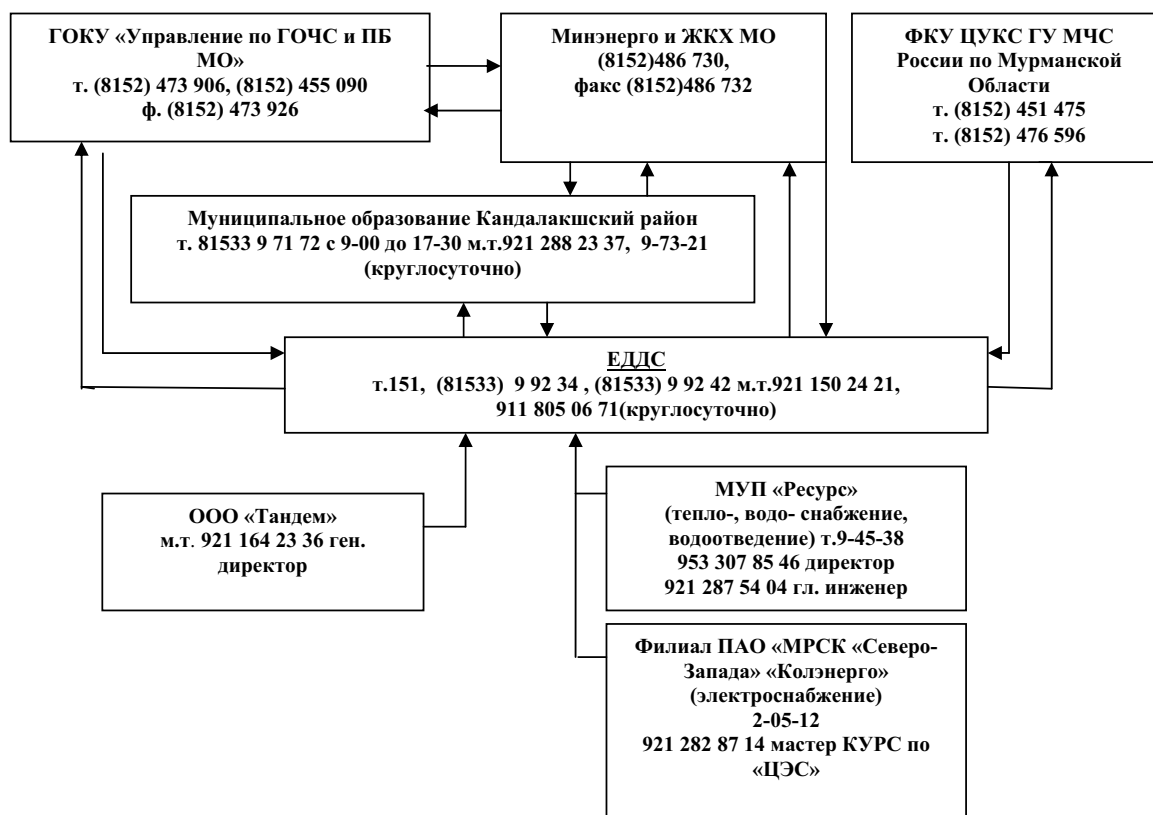 ГОКУ «Управление по ГОЧС и ПБ
МО»
т. (8152) 473 906, (8152) 455 090
ф. (8152) 473 926
Минэнерго и ЖКХ МО
(8152)486 730,
факс (8152)486 732
ФКУ ЦУКС ГУ МЧС
России по Мурманской
Области
т. (8152) 451 475
т. (8152) 476 596
Муниципальное образование Кандалакшский район
т. 81533 9 71 72 с 9-00 до 17-30 м.т.921 288 23 37, 9-73-21
(круглосуточно)
ЕДДС
т.151, (81533) 9 92 34 , (81533) 9 92 42 м.т.921 150 24 21,
911 805 06 71(круглосуточно)
ООО «Тандем»
м.т. 921 164 23 36 ген.
директор
МУП «Ресурс»
(тепло-, водо- снабжение,
водоотведение) т.9-45-38
953 307 85 46 директор
921 287 54 04 гл. инженер
Филиал ПАО «МРСК «Северо-
Запада» «Колэнерго»
(электроснабжение)
2-05-12
921 282 87 14 мастер КУРС по
«ЦЭС»